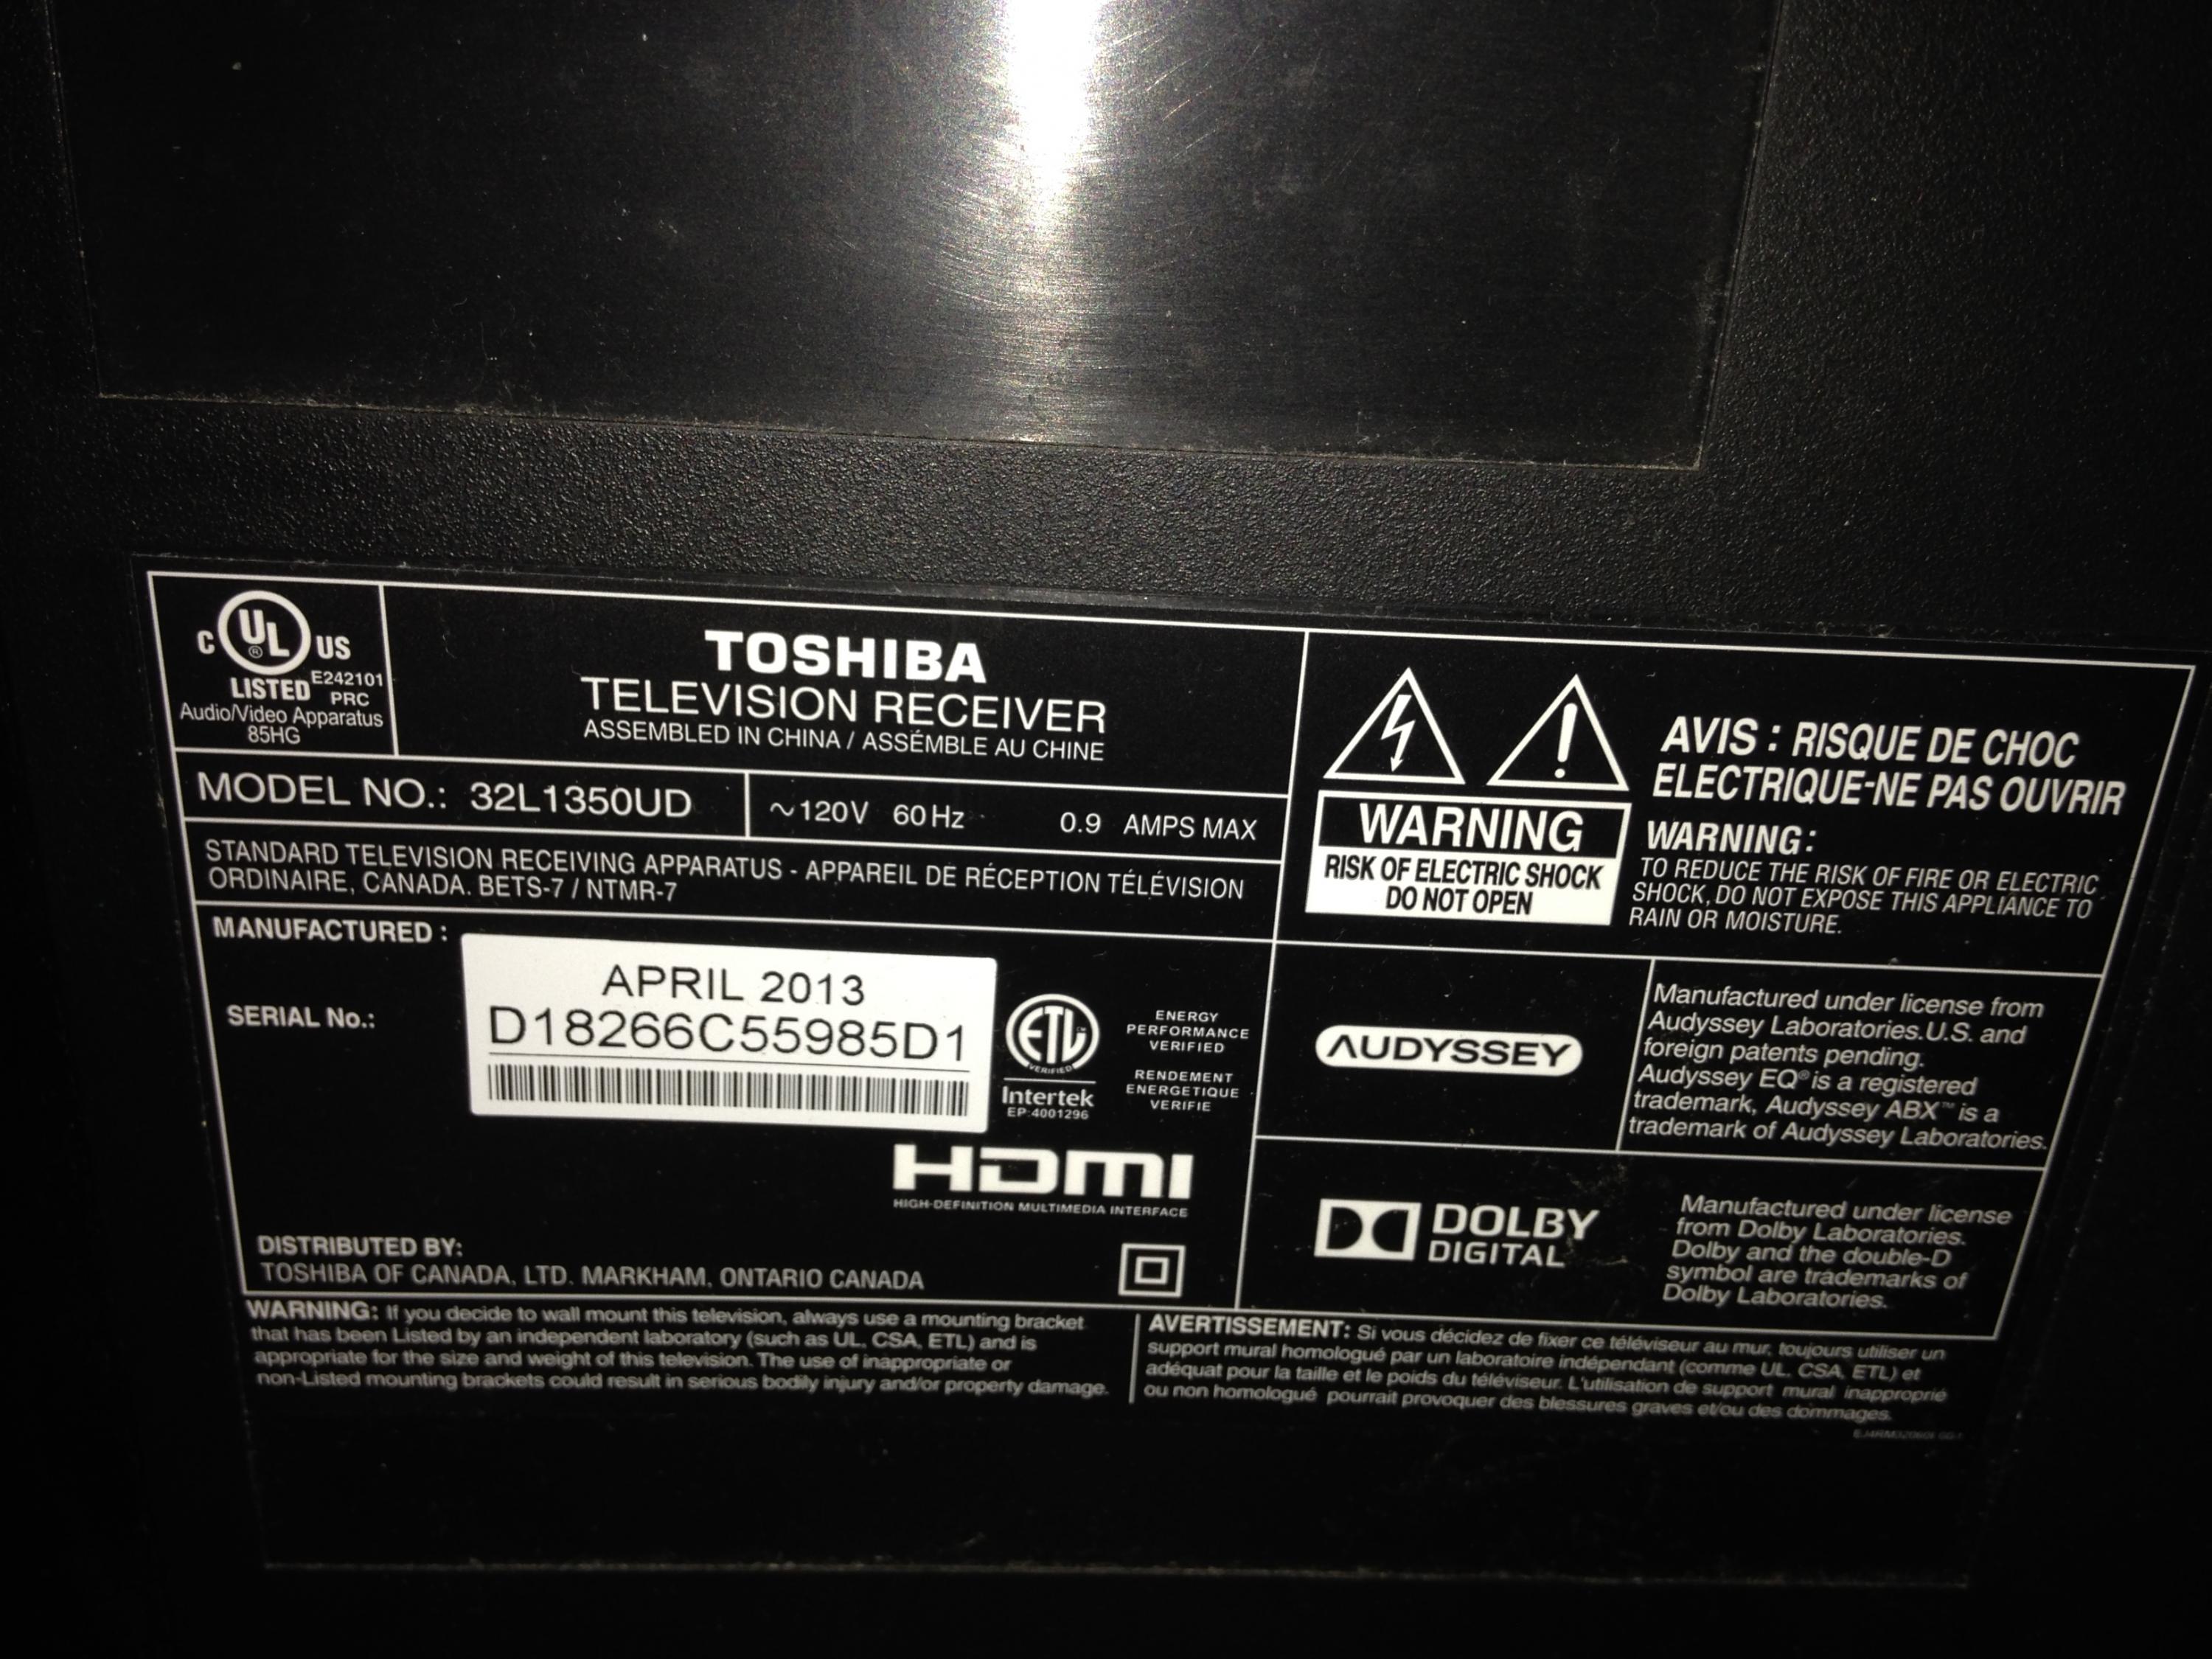 C UL ® US
LISTED E242101
PRC
Audio/Video Apparatus
85HG
TOSHIBA
TELEVISION RECEIVER
ASSEMBLED IN CHINA / ASSÉMBLE AU CHINE
MODEL NO.: 32L1350UD
~120V 60Hz 0.9 AMPS MAX
STANDARD TELEVISION RECEIVING APPARATUS - APPAREIL DE RÉCEPTION TÉLÉVISION
ORDINAIRE, CANADA. BETS-7 / NTMR-7
MANUFACTURED :
APRIL 2013
SERIAL No.:
D18266C55985D1
ETL
VERIFIED
Intertek
EP:4001296
ENERGY
PERFORMANCE
VERIFIED
RENDEMENT
ENERGETIQUE
VERIFIE
HDMI
HIGH-DEFINITION MULTIMEDIA INTERFACE
DISTRIBUTED BY:
TOSHIBA OF CANADA, LTD. MARKHAM, ONTARIO CANADA
WARNING
RISK OF ELECTRIC SHOCK
DO NOT OPEN
AVIS : RISQUE DE CHOC
ELECTRIQUE-NE PAS OUVRIR
WARNING:
TO REDUCE THE RISK OF FIRE OR ELECTRIC
SHOCK, DO NOT EXPOSE THIS APPLIANCE TO
RAIN OR MOISTURE.
AUDYSSEY
Manufactured under license from
Audyssey Laboratories.U.S. and
foreign patents pending.
Audyssey EQ® is a registered
trademark, Audyssey ABX™ is a
trademark of Audyssey Laboratories.
DOLBY
DIGITAL
Manufactured under license
from Dolby Laboratories.
Dolby and the double-D
symbol are trademarks of
Dolby Laboratories.
WARNING: If you decide to wall mount this television, always use a mounting bracket
that has been Listed by an independent laboratory (such as UL, CSA, ETL) and is
appropriate for the size and weight of this television. The use of inappropriate or
non-Listed mounting brackets could result in serious bodily injury and/or property damage.
AVERTISSEMENT: Si vous décidez de fixer ce téléviseur au mur, toujours utiliser un
support mural homologué par un laboratoire indépendant (comme UL, CSA, ETL) et
adéquat pour la taille et le poids du téléviseur. L'utilisation de support mural inapproprié
ou non homologué pourrait provoquer des blessures graves et/ou des dommages.